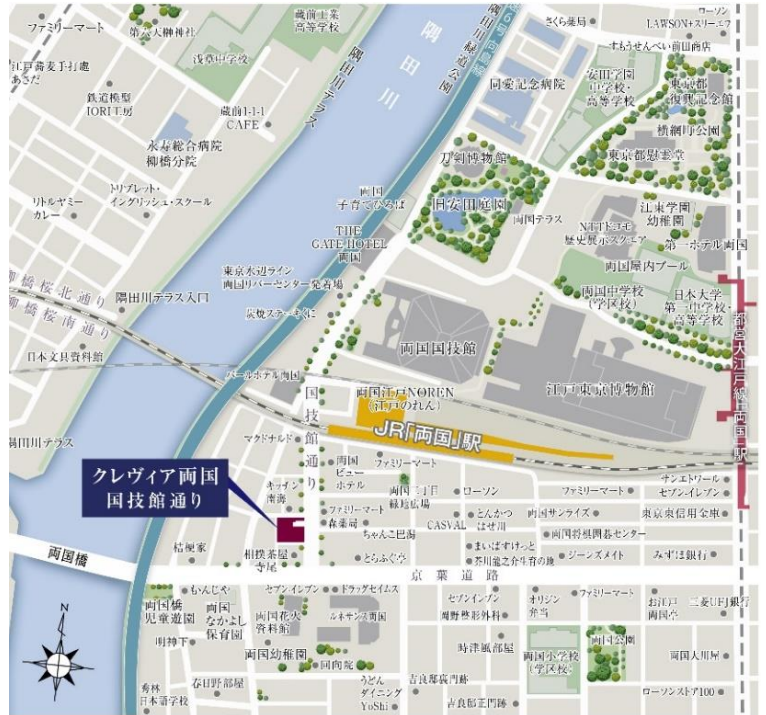 ファミリーマート
第六天榊神社
蔵前工業
高等学校
浅草中学校
江戸蕎麦手打處
あさだ
鉄道模型
IORI工房
蔵前1-1-1
CAFE
永寿総合病院
柳橋分院
リトルヤミー
カレー
トリプレット・
イングリッシュ・スクール
隅田川テラス
隅田川
隅田川緑道公園
6号向島線
さくら薬局
ローソン
LAWSON+スリーエフ
すもうせんべい前田商店
同愛記念病院
安田学園
中学校・
高等学校
東京都
復興記念館
横網町公園
東京都慰霊堂
刀剣博物館
旧安田庭園
両国テラス
両国
子育てひろば
THE
GATE HOTEL
両国
NTTドコモ
歴史展示スクエア
江東学園
幼稚園
第一ホテル両国
両国屋内プール
両国中学校
(学区校)
日本大学
第一中学校・
高等学校
東京水辺ライン
両国リバーセンター発着場
炭焼ステーキくに
柳橋桜北通り
柳橋桜南通り
隅田川テラス入口
日本文具資料館
隅田川テラス
両国国技館
江戸東京博物館
都営大江戸線「両国」駅
パールホテル両国
国技館通り
両国江戸NOREN
(江戸のれん)
JR「両国」駅
マクドナルド
クレヴィア両国
国技館通り
キッチン
南海
両国
ビュー
ホテル
ファミリーマート
両国二丁目
緑地広場
ローソン
ファミリーマート
サンエトワール
セブンイレブン
ファミリーマート
森薬局
ちゃんこ巴潟
CASVAL
とんかつ
はせ川
両国サンライズ
東京東信用金庫
両国将棋囲碁センター
桔梗家
相撲茶屋
寺尾
とらふぐ亭
まいばすけっと
芥川龍之介生育の地
ジーンズメイト
みずほ銀行
両国橋
京葉道路
ももんじや
両国橋
児童遊園
両国
なかよし
保育園
明神下
セブンイレブン
ドラッグセイムス
両国花火
資料館
ルネサンス両国
両国幼稚園
回向院
セブンイレブン
岡野整形外科
オリジン
弁当
ファミリーマート
お江戸
両国亭
三菱UFJ銀行
時津風部屋
両国小学校
(学区校)
両国公園
両国大川屋
N
秀林
日本語学校
春日野部屋
うどん
ダイニング
YoShi
吉良邸裏門跡
吉良邸正門跡
ローソンストア100